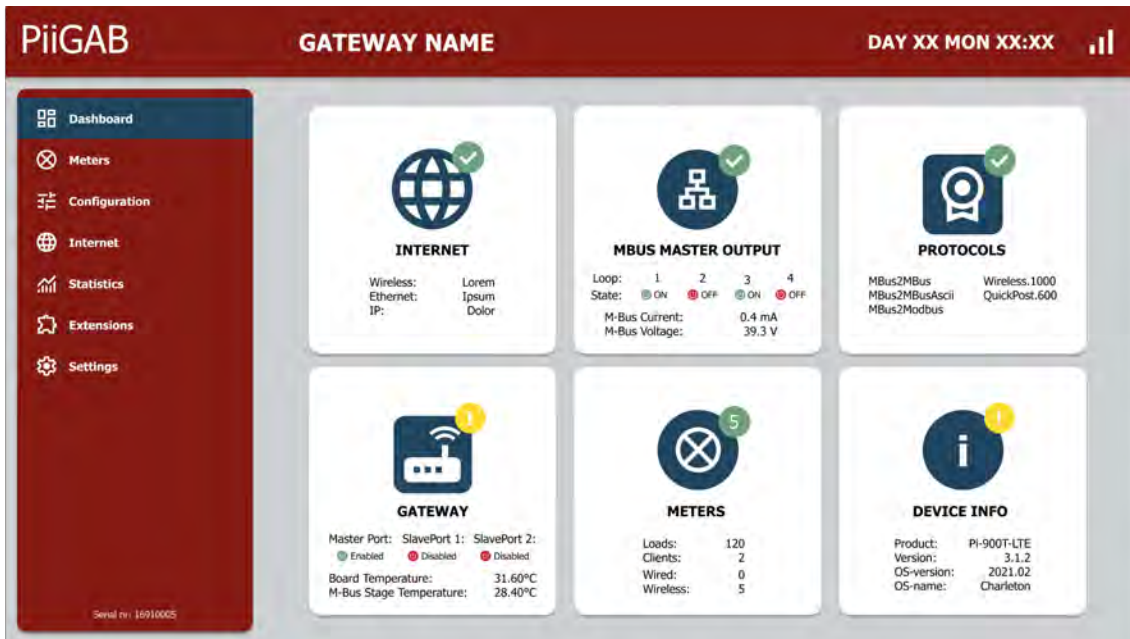 PiiGAB
GATEWAY NAME
DAY XX MON XX:XX
Dashboard
Meters
Configuration
Internet
Statistics
Extensions
Settings
Serial nr: 16910005
INTERNET
Wireless: Lorem
Ethernet: Ipsum
IP: Dolor
MBUS MASTER OUTPUT
Loop: 1 2 3 4
State: ON OFF ON OFF
M-Bus Current: 0.4 mA
M-Bus Voltage: 39.3 V
PROTOCOLS
MBus2MBus Wireless.1000
MBus2MBusAscii QuickPost.600
MBus2Modbus
!
GATEWAY
Master Port: SlavePort 1: SlavePort 2:
Enabled Disabled Disabled
Board Temperature: 31.60°C
M-Bus Stage Temperature: 28.40°C
5
METERS
Loads: 120
Clients: 2
Wired: 0
Wireless: 5
!
i
DEVICE INFO
Product: Pi-900T-LTE
Version: 3.1.2
OS-version: 2021.02
OS-name: Charleton